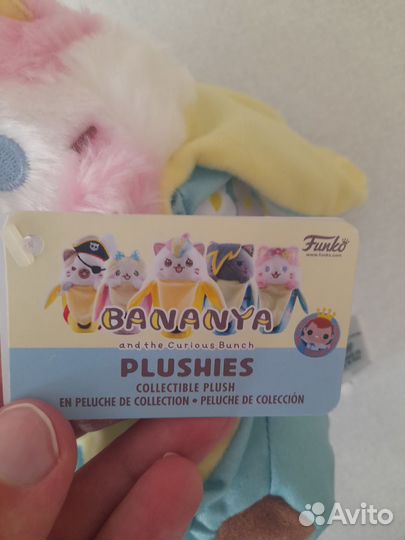 Funko
www.funko.com
BANANYA
and the Curious Bunch
PLUSHIES
COLLECTIBLE PLUSH
EN PELUCHE DE COLLECTION • PELUCHE DE COLECCIÓN
Avito